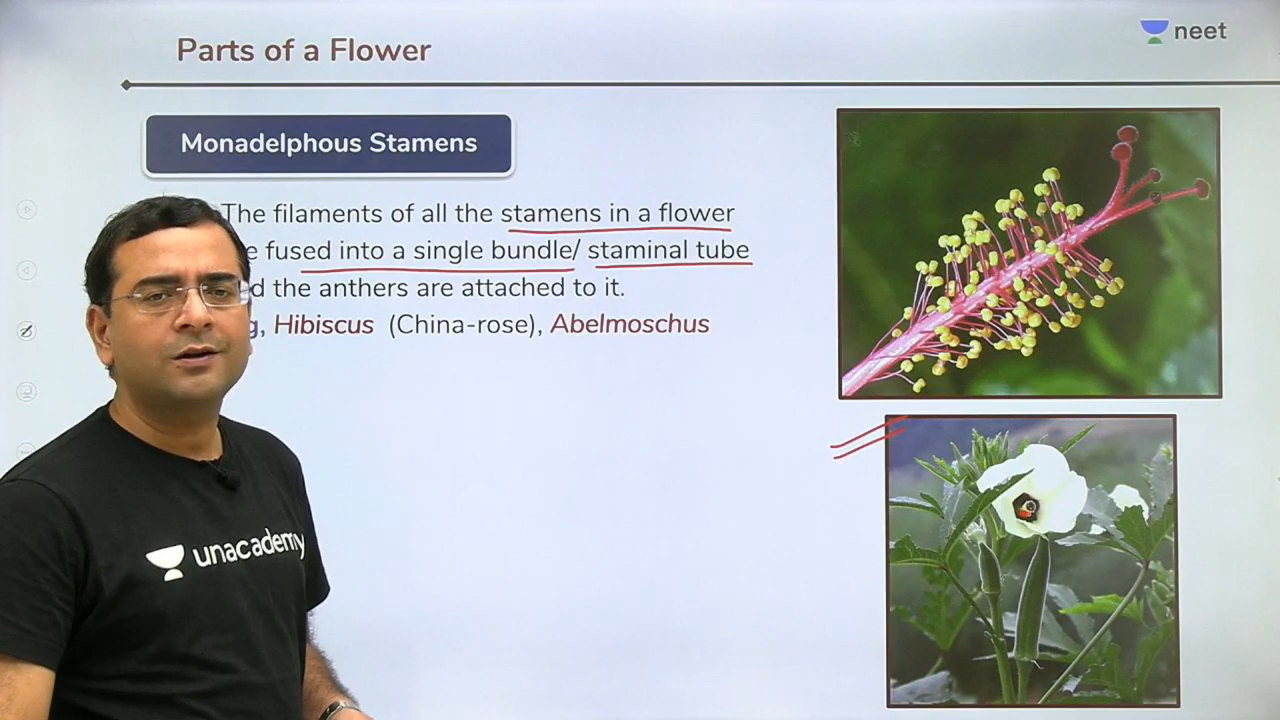 Parts of a Flower
neet
Monadelphous Stamens
The filaments of all the stamens in a flower
fused into a single bundle/ staminal tube
the anthers are attached to it.
Hibiscus (China-rose), Abelmoschus
unacademy